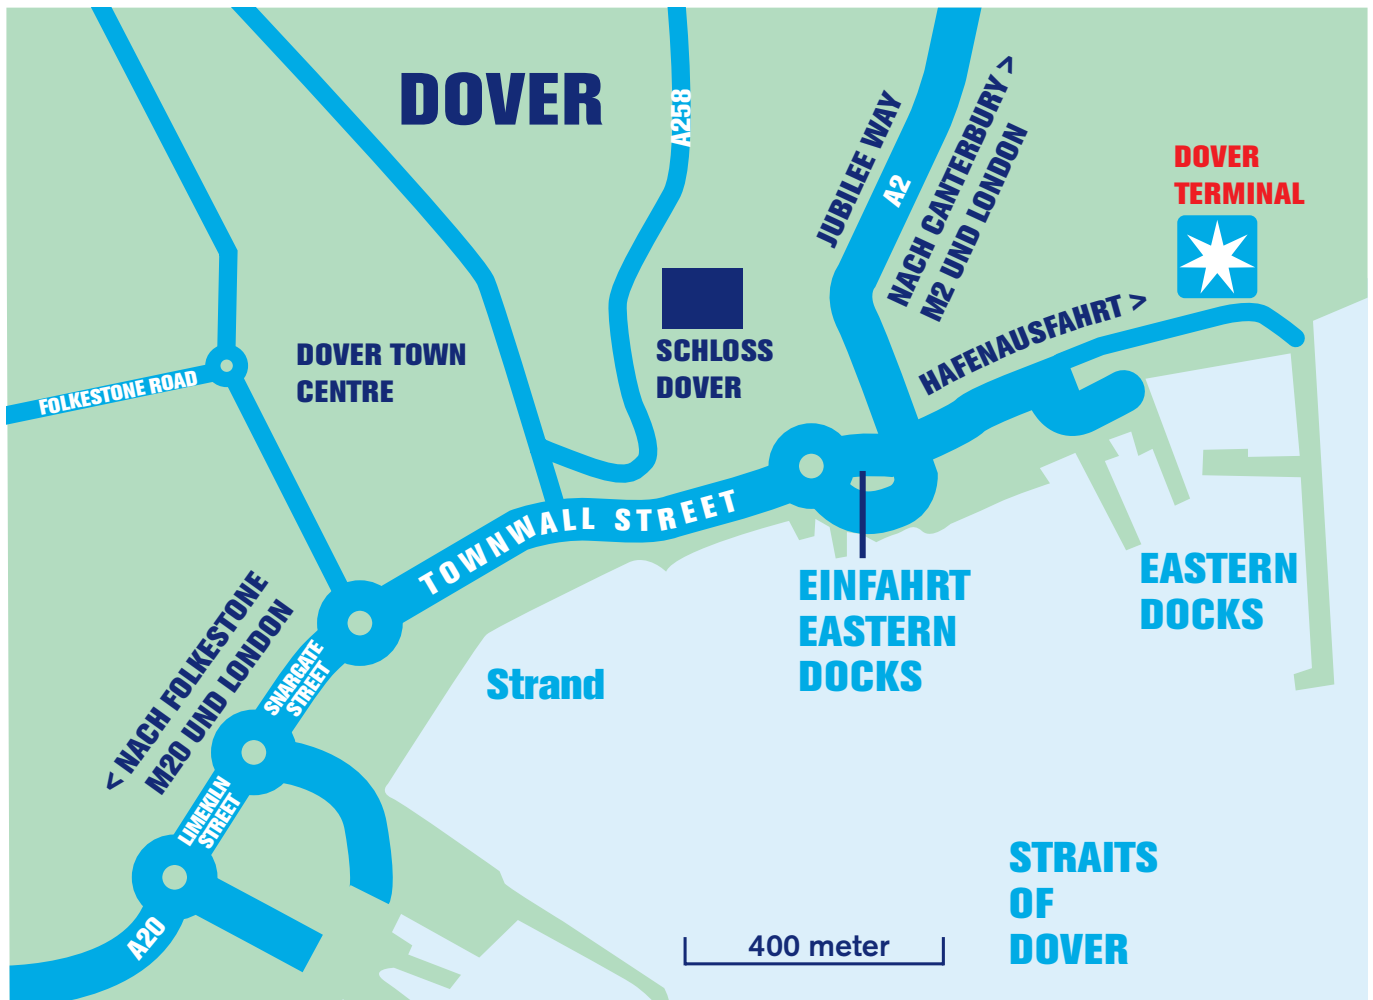 DOVER
A258
JUBILEE WAY
A2
NACH CANTERBURY >
M2 UND LONDON
DOVER
TERMINAL
HAFENAUSFAHRT >
SCHLOSS
DOVER
DOVER TOWN
CENTRE
FOLKESTONE ROAD
TOWNWALL STREET
EINFAHRT
EASTERN
DOCKS
EASTERN
DOCKS
< NACH FOLKESTONE
M20 UND LONDON
SNARGATE
STREET
Strand
LIMEKILN
STREET
A20
STRAITS
OF
DOVER
400 meter